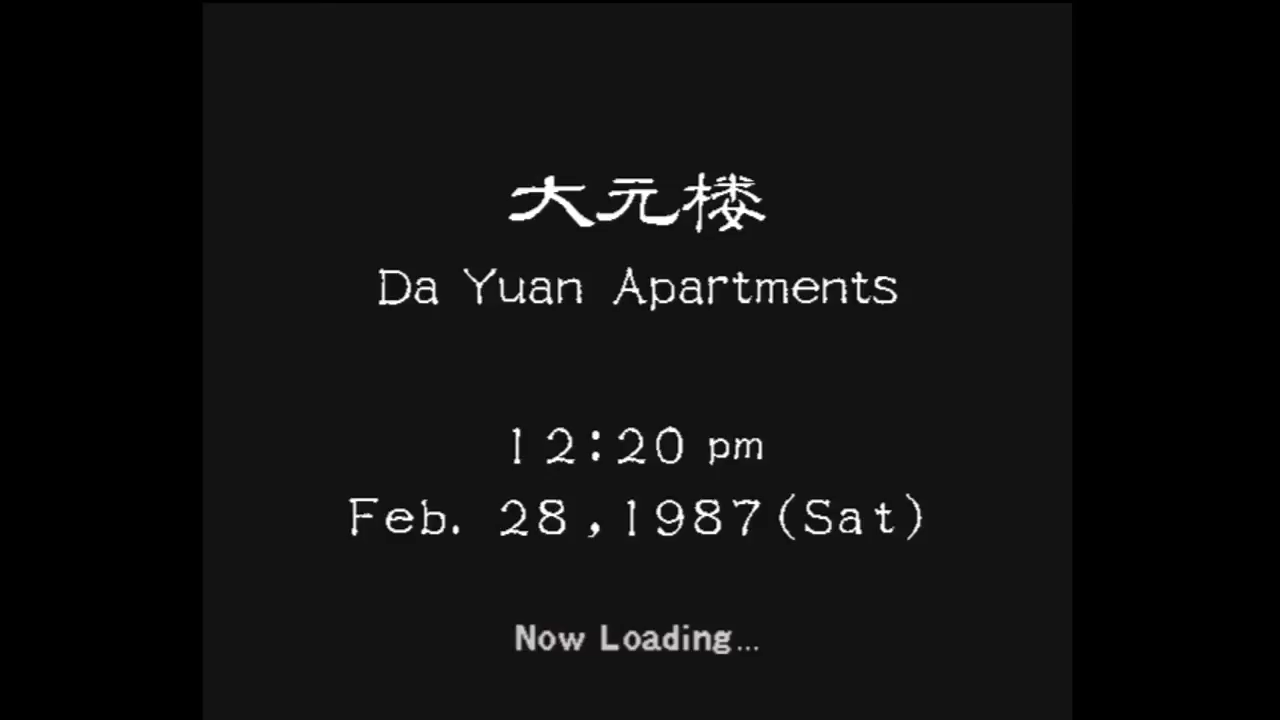 大元楼
Da Yuan Apartments
12:20 pm
Feb. 28,1987(Sat)
Now Loading...